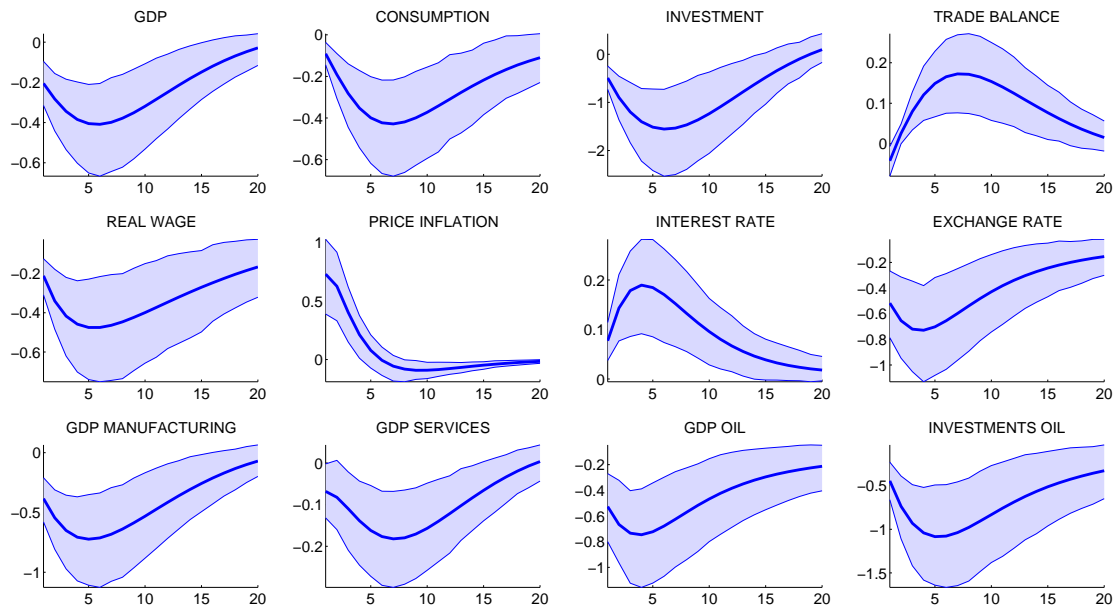 GDP
CONSUMPTION
INVESTMENT
TRADE BALANCE
0
−0.2
−0.4
−0.6
5 10 15 20
0
−0.2
−0.4
−0.6
5 10 15 20
0
−1
−2
5 10 15 20
0.2
0.1
0
5 10 15 20
REAL WAGE
PRICE INFLATION
INTEREST RATE
EXCHANGE RATE
−0.2
−0.4
−0.6
5 10 15 20
1
0.5
0
5 10 15 20
0.2
0.1
0
5 10 15 20
−0.2
−0.4
−0.6
−0.8
−1
5 10 15 20
GDP MANUFACTURING
GDP SERVICES
GDP OIL
INVESTMENTS OIL
0
−0.5
−1
5 10 15 20
0
−0.1
−0.2
5 10 15 20
−0.2
−0.4
−0.6
−0.8
−1
5 10 15 20
−0.5
−1
−1.5
5 10 15 20